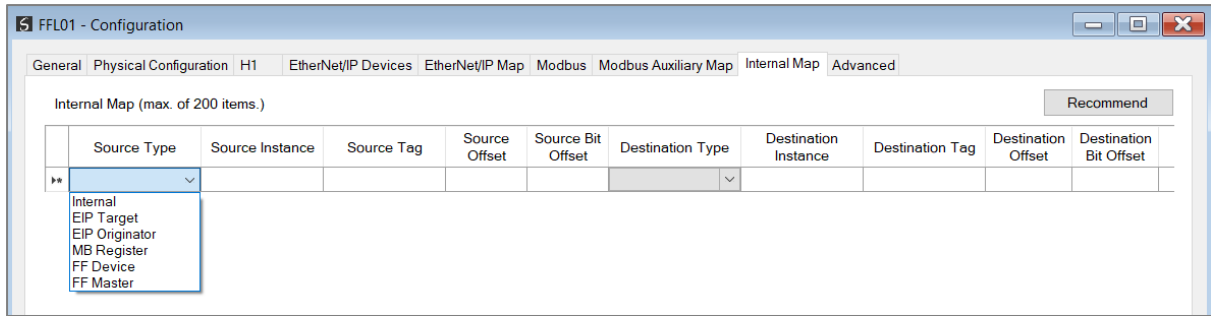 FFL01 - Configuration
General Physical Configuration H1 EtherNet/IP Devices EtherNet/IP Map Modbus Modbus Auxiliary Map Internal Map Advanced
Internal Map (max. of 200 items.) Recommend
Source Type Source Instance Source Tag Source Offset Source Bit Offset Destination Type Destination Instance Destination Tag Destination Offset Destination Bit Offset
Internal
EIP Target
EIP Originator
MB Register
FF Device
FF Master